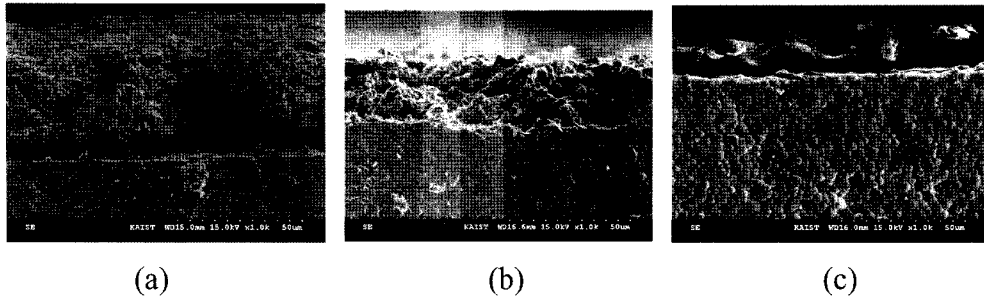 SE KAIST WD15.0mm 15.0kV x1.0k 50um
SE KAIST WD16.6mm 15.0kV x1.0k 50um
SE KAIST WD16.0mm 15.0kV x1.0k 50um
(a) (b) (c)